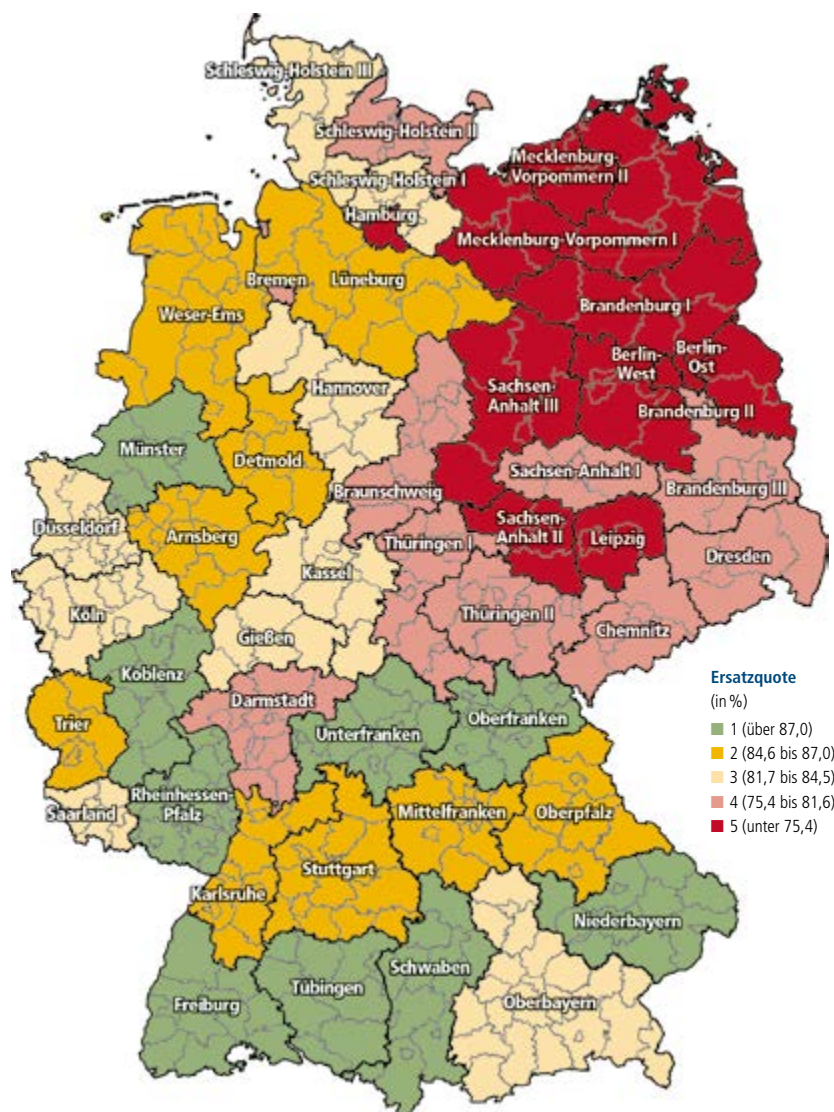 Schleswig-Holstein III
Schleswig-Holstein II
Schleswig-Holstein I
Hamburg
Mecklenburg-
Vorpommern II
Mecklenburg-Vorpommern I
Bremen
Lüneburg
Weser-Ems
Brandenburg I
Berlin-
West
Berlin-
Ost
Hannover
Sachsen-
Anhalt III
Brandenburg II
Münster
Detmold
Braunschweig
Sachsen-Anhalt I
Brandenburg III
Düsseldorf
Arnsberg
Kassel
Thüringen I
Sachsen-
Anhalt II
Leipzig
Dresden
Köln
Gießen
Thüringen II
Chemnitz
Koblenz
Darmstadt
Trier
Unterfranken
Oberfranken
Saarland
Rheinhessen-
Pfalz
Mittelfranken
Oberpfalz
Karlsruhe
Stuttgart
Niederbayern
Freiburg
Tübingen
Schwaben
Oberbayern
Ersatzquote
(in %)
1 (über 87,0)
2 (84,6 bis 87,0)
3 (81,7 bis 84,5)
4 (75,4 bis 81,6)
5 (unter 75,4)